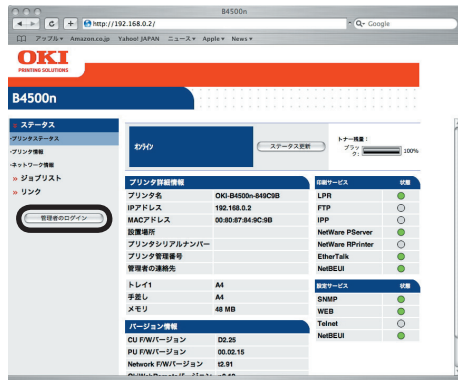 B4500n
http://192.168.0.2/
Q- Google
アップル▼ Amazon.co.jp Yahoo! JAPAN ニュース▼ Apple▼ News▼
OKI
PRINTING SOLUTIONS
B4500n
ステータス
・プリンタステータス
・プリンタ情報
・ネットワーク情報
» ジョブリスト
» リンク
管理者のログイン
ステータス更新
トナー残量：
ブラック: 100%
プリンタ詳細情報
プリンタ名 OKI-B4500n-849C9B
IPアドレス 192.168.0.2
MACアドレス 00:80:87:84:9C:9B
設置場所
プリンタシリアルナンバー
プリンタ管理番号
管理者の連絡先
トレイ1 A4
手差し A4
メモリ 48 MB
バージョン情報
CU F/Wバージョン D2.25
PU F/Wバージョン 00.02.15
Network F/Wバージョン t2.91
印刷サービス 状態
LPR
FTP
IPP
NetWare PServer
NetWare RPrinter
EtherTalk
NetBEUI
設定サービス 状態
SNMP
WEB
Telnet
NetBEUI